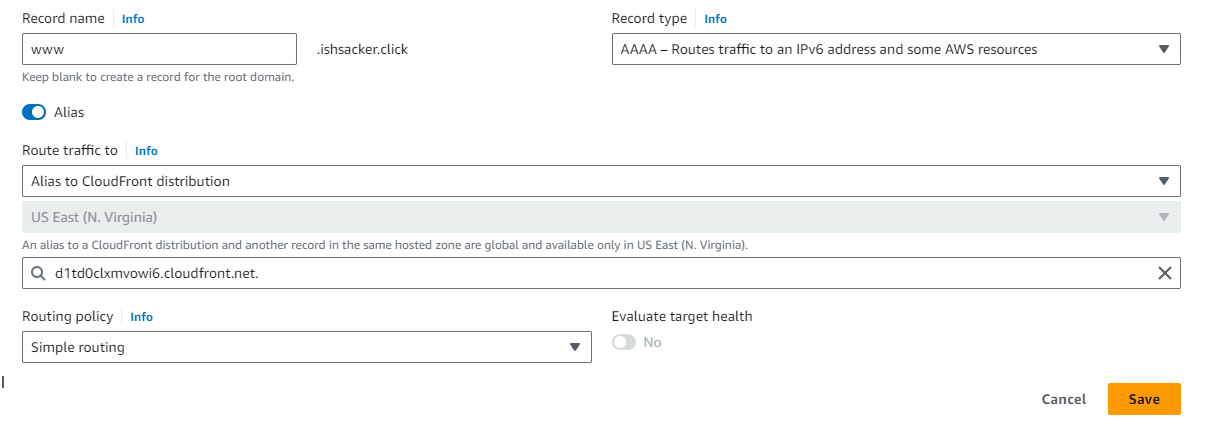 Record name Info
Record type Info
www
.ishsacker.click
AAAA – Routes traffic to an IPv6 address and some AWS resources
Keep blank to create a record for the root domain.
Alias
Route traffic to Info
Alias to CloudFront distribution
US East (N. Virginia)
An alias to a CloudFront distribution and another record in the same hosted zone are global and available only in US East (N. Virginia).
d1td0clxmvowi6.cloudfront.net.
Routing policy Info
Evaluate target health
Simple routing
No
Cancel
Save